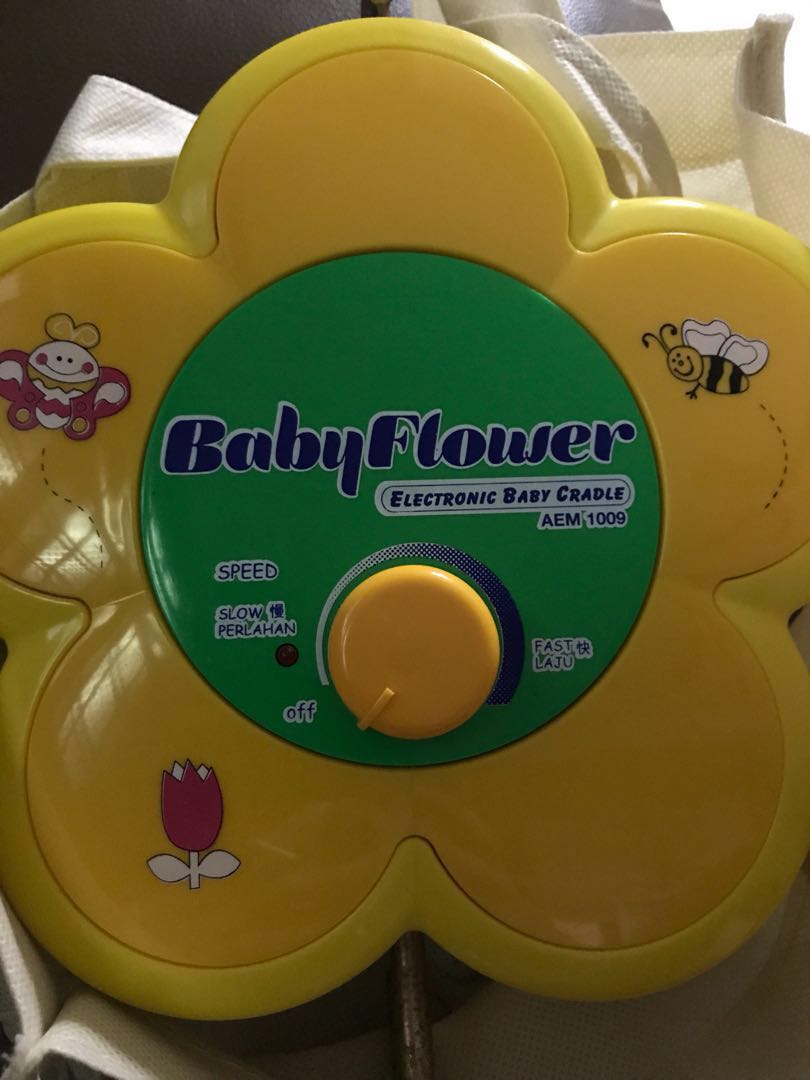 BabyFlower
ELECTRONIC BABY CRADLE
AEM 1009
SPEED
SLOW 慢
PERLAHAN
FAST 快
LAJU
off